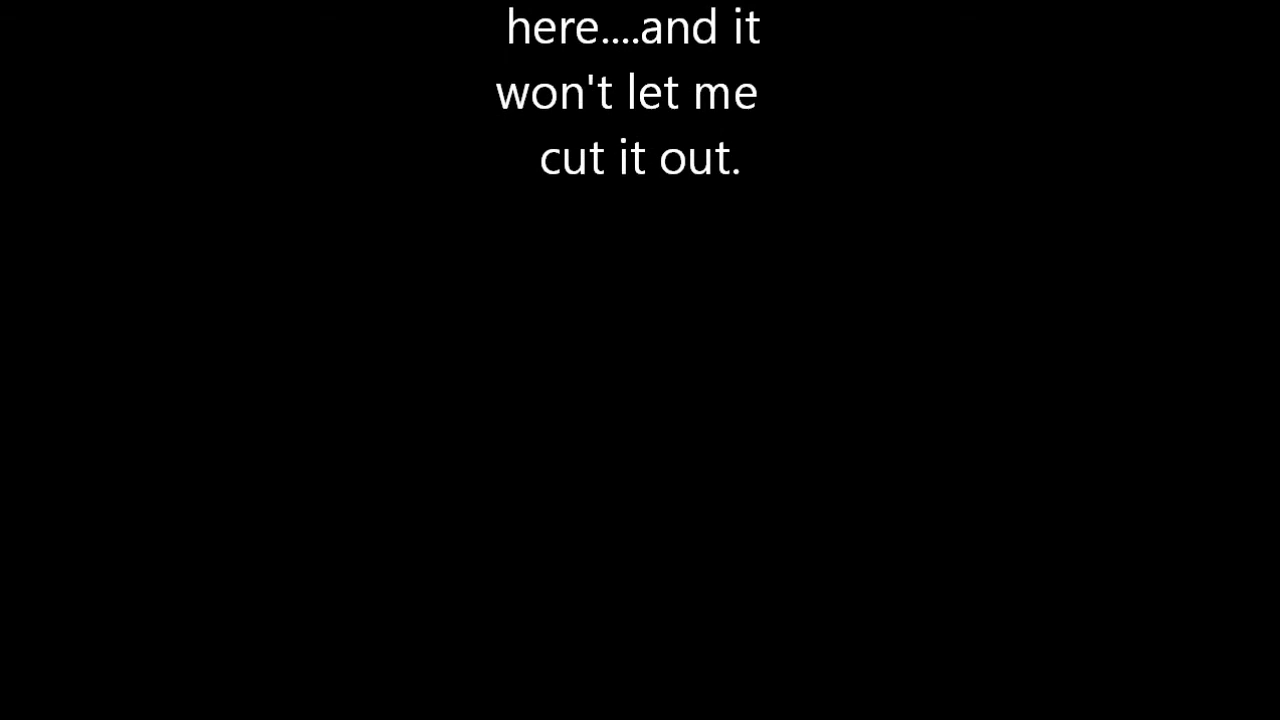 here....and it
won't let me
cut it out.